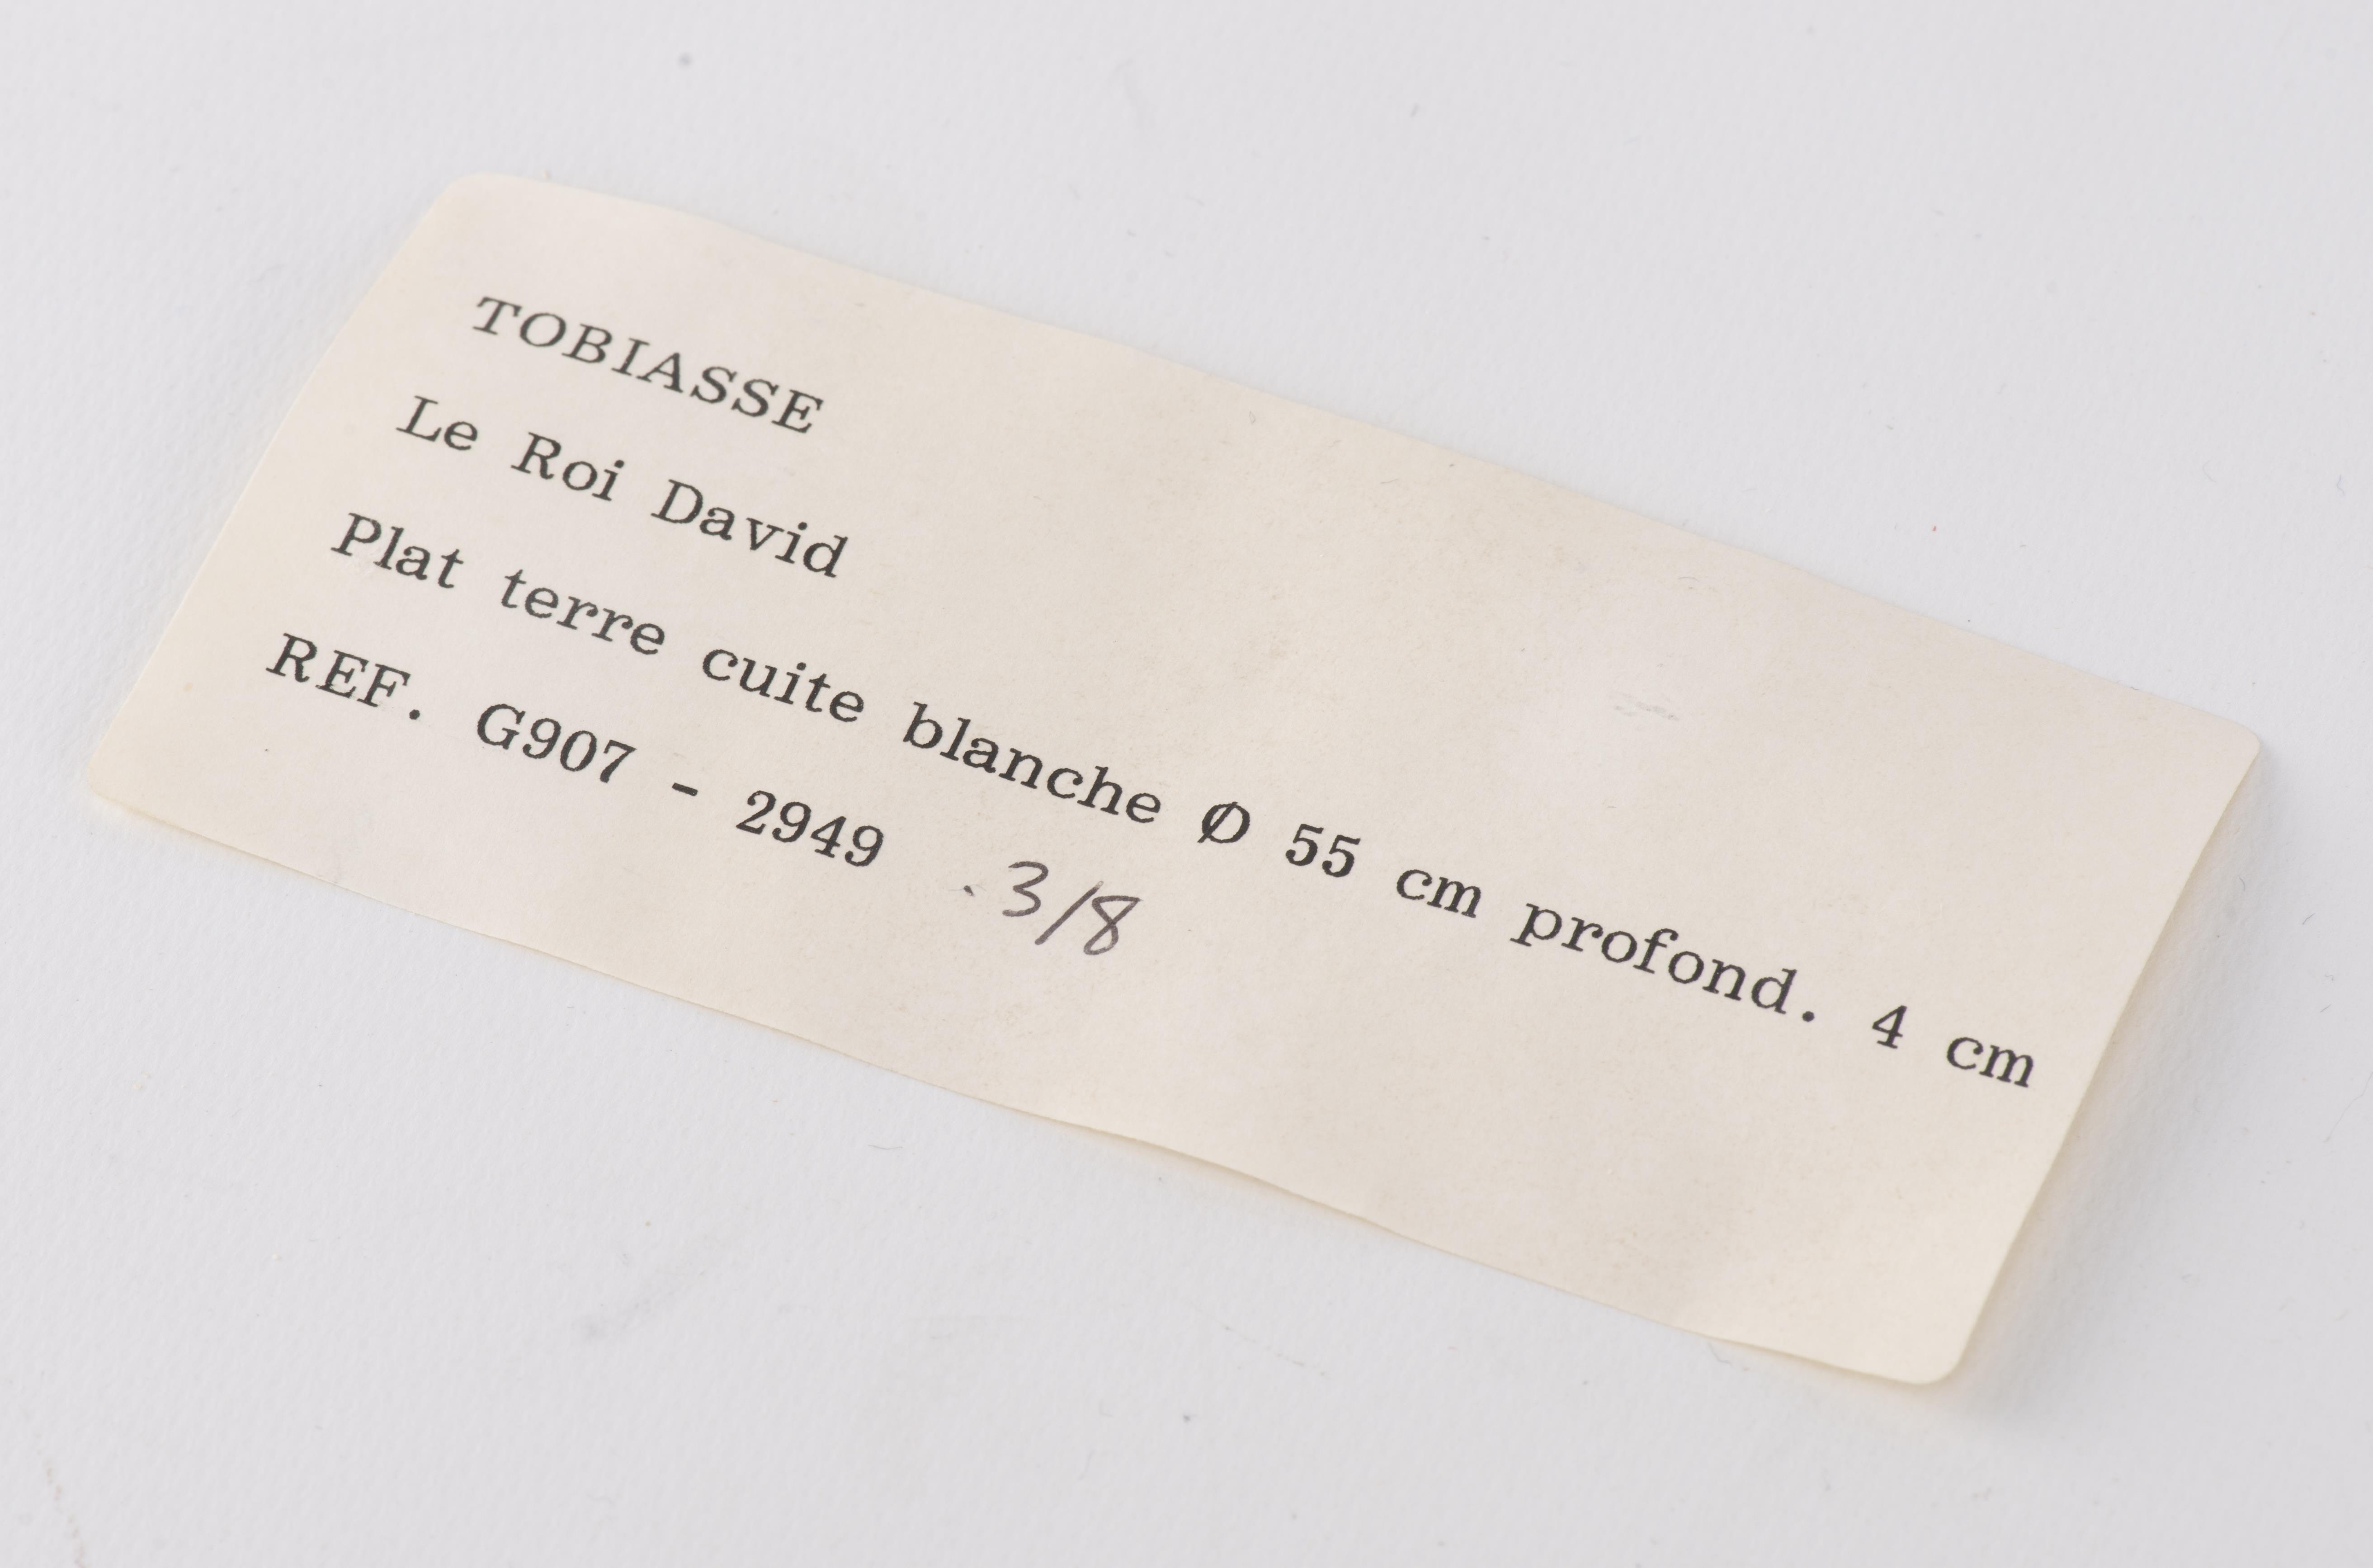 TOBIASSE
Le Roi David
Plat terre cuite blanche Ø 55 cm profond. 4 cm
REF. G907 - 2949 .3/8